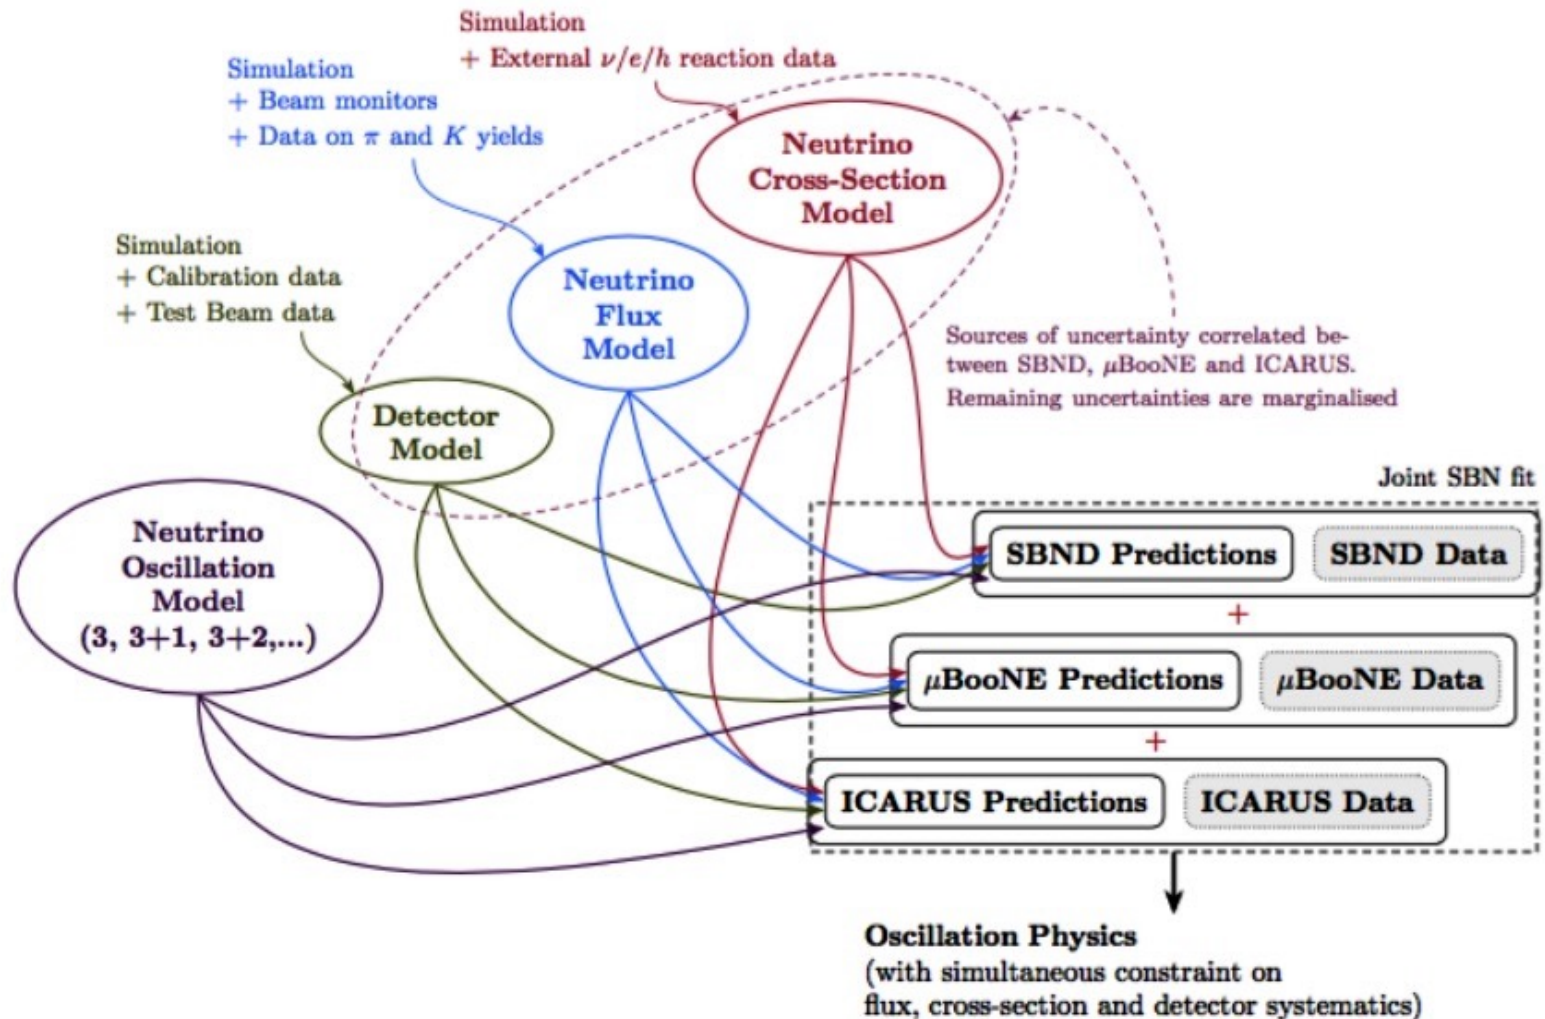 Simulation
+ External ν/e/h reaction data
Simulation
+ Beam monitors
+ Data on π and K yields
Neutrino
Cross-Section
Model
Simulation
+ Calibration data
+ Test Beam data
Neutrino
Flux
Model
Sources of uncertainty correlated be-
tween SBND, μBooNE and ICARUS.
Remaining uncertainties are marginalised
Detector
Model
Joint SBN fit
Neutrino
Oscillation
Model
(3, 3+1, 3+2,...)
SBND Predictions
SBND Data
+
μBooNE Predictions
μBooNE Data
+
ICARUS Predictions
ICARUS Data
Oscillation Physics
(with simultaneous constraint on
flux, cross-section and detector systematics)